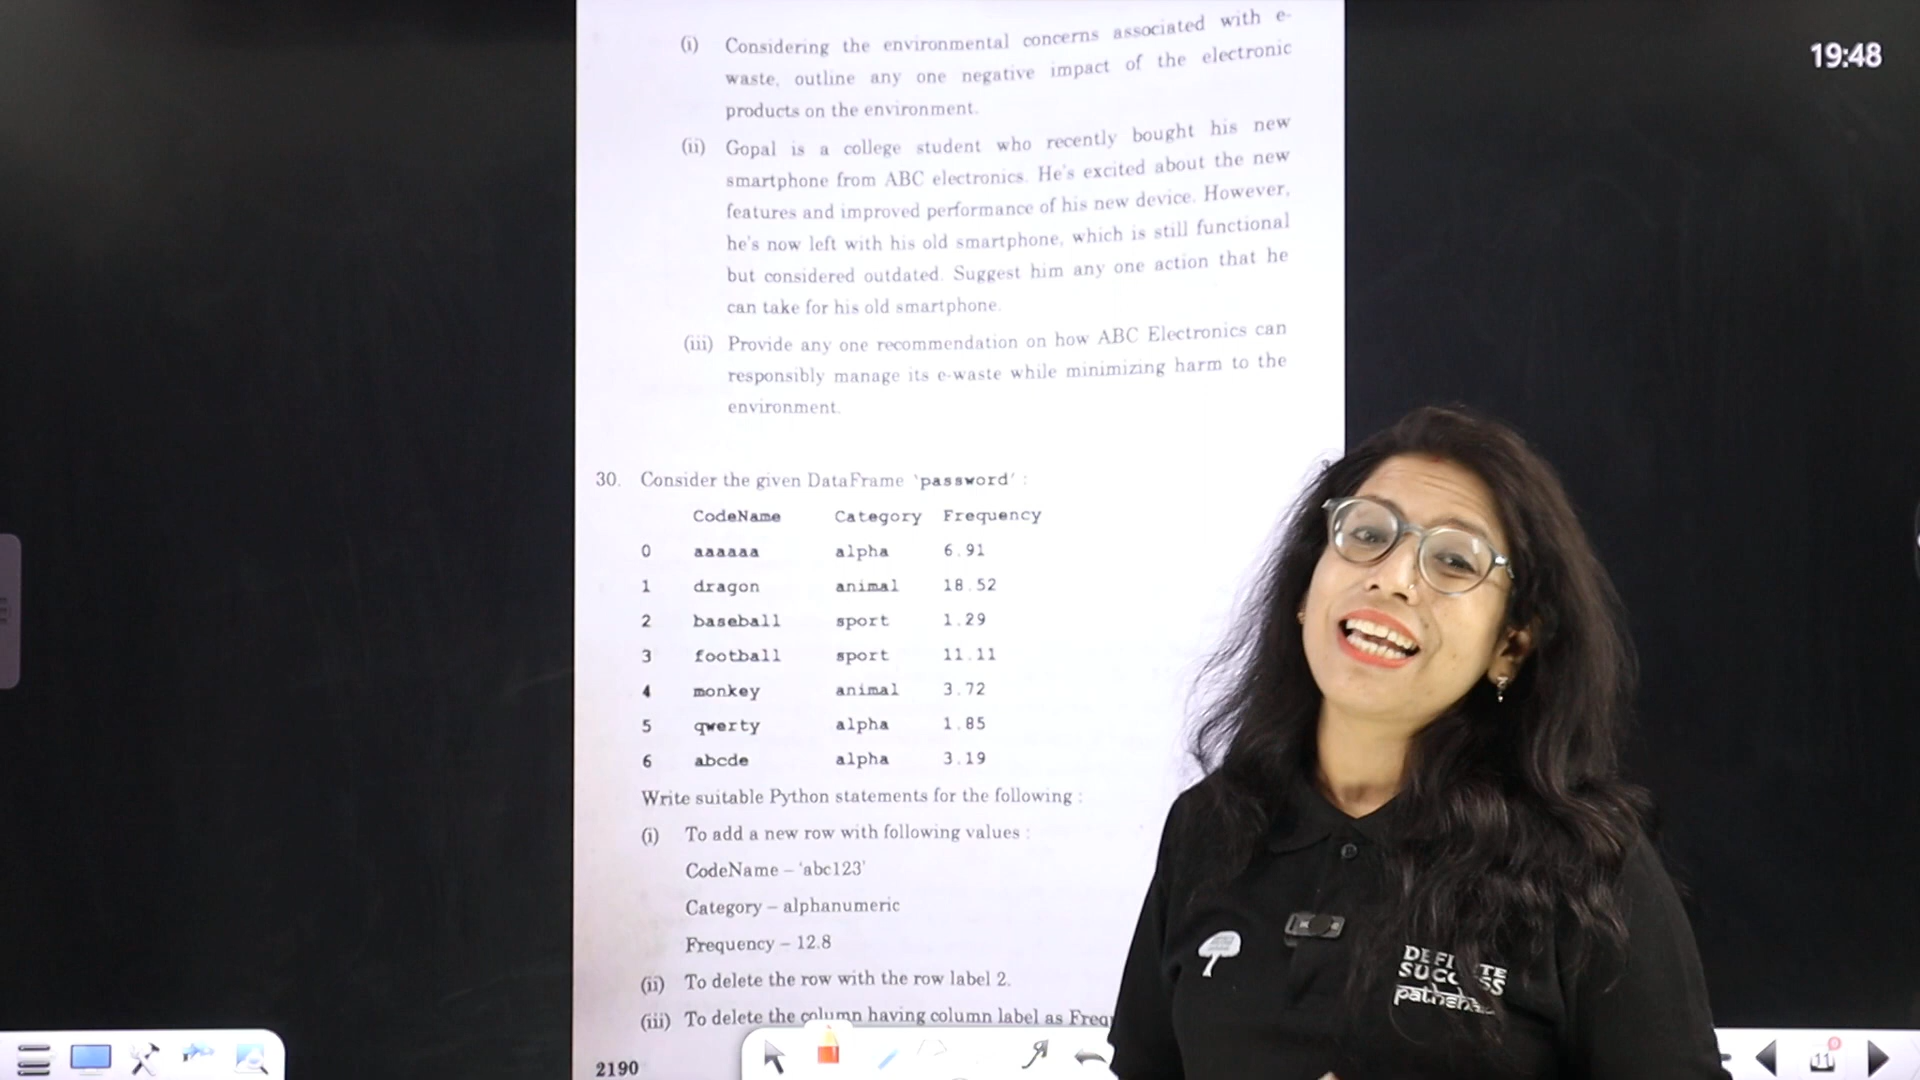 (i) Considering the environmental concerns associated with e-
waste, outline any one negative impact of the electronic
products on the environment.
(ii) Gopal is a college student who recently bought his new
smartphone from ABC electronics. He's excited about the new
features and improved performance of his new device. However,
he's now left with his old smartphone, which is still functional
but considered outdated. Suggest him any one action that he
can take for his old smartphone.
(iii) Provide any one recommendation on how ABC Electronics can
responsibly manage its e-waste while minimizing harm to the
environment.
30. Consider the given DataFrame 'password' :
CodeName Category Frequency
0 aaaaaa alpha 6.91
1 dragon animal 18.52
2 baseball sport 1.29
3 football sport 11.11
4 monkey animal 3.72
5 qwerty alpha 1.85
6 abcde alpha 3.19
Write suitable Python statements for the following :
(i) To add a new row with following values :
CodeName – 'abc123'
Category – alphanumeric
Frequency – 12.8
(ii) To delete the row with the row label 2.
(iii) To delete the column having column label as
2190
19:48
SUCCESS
11